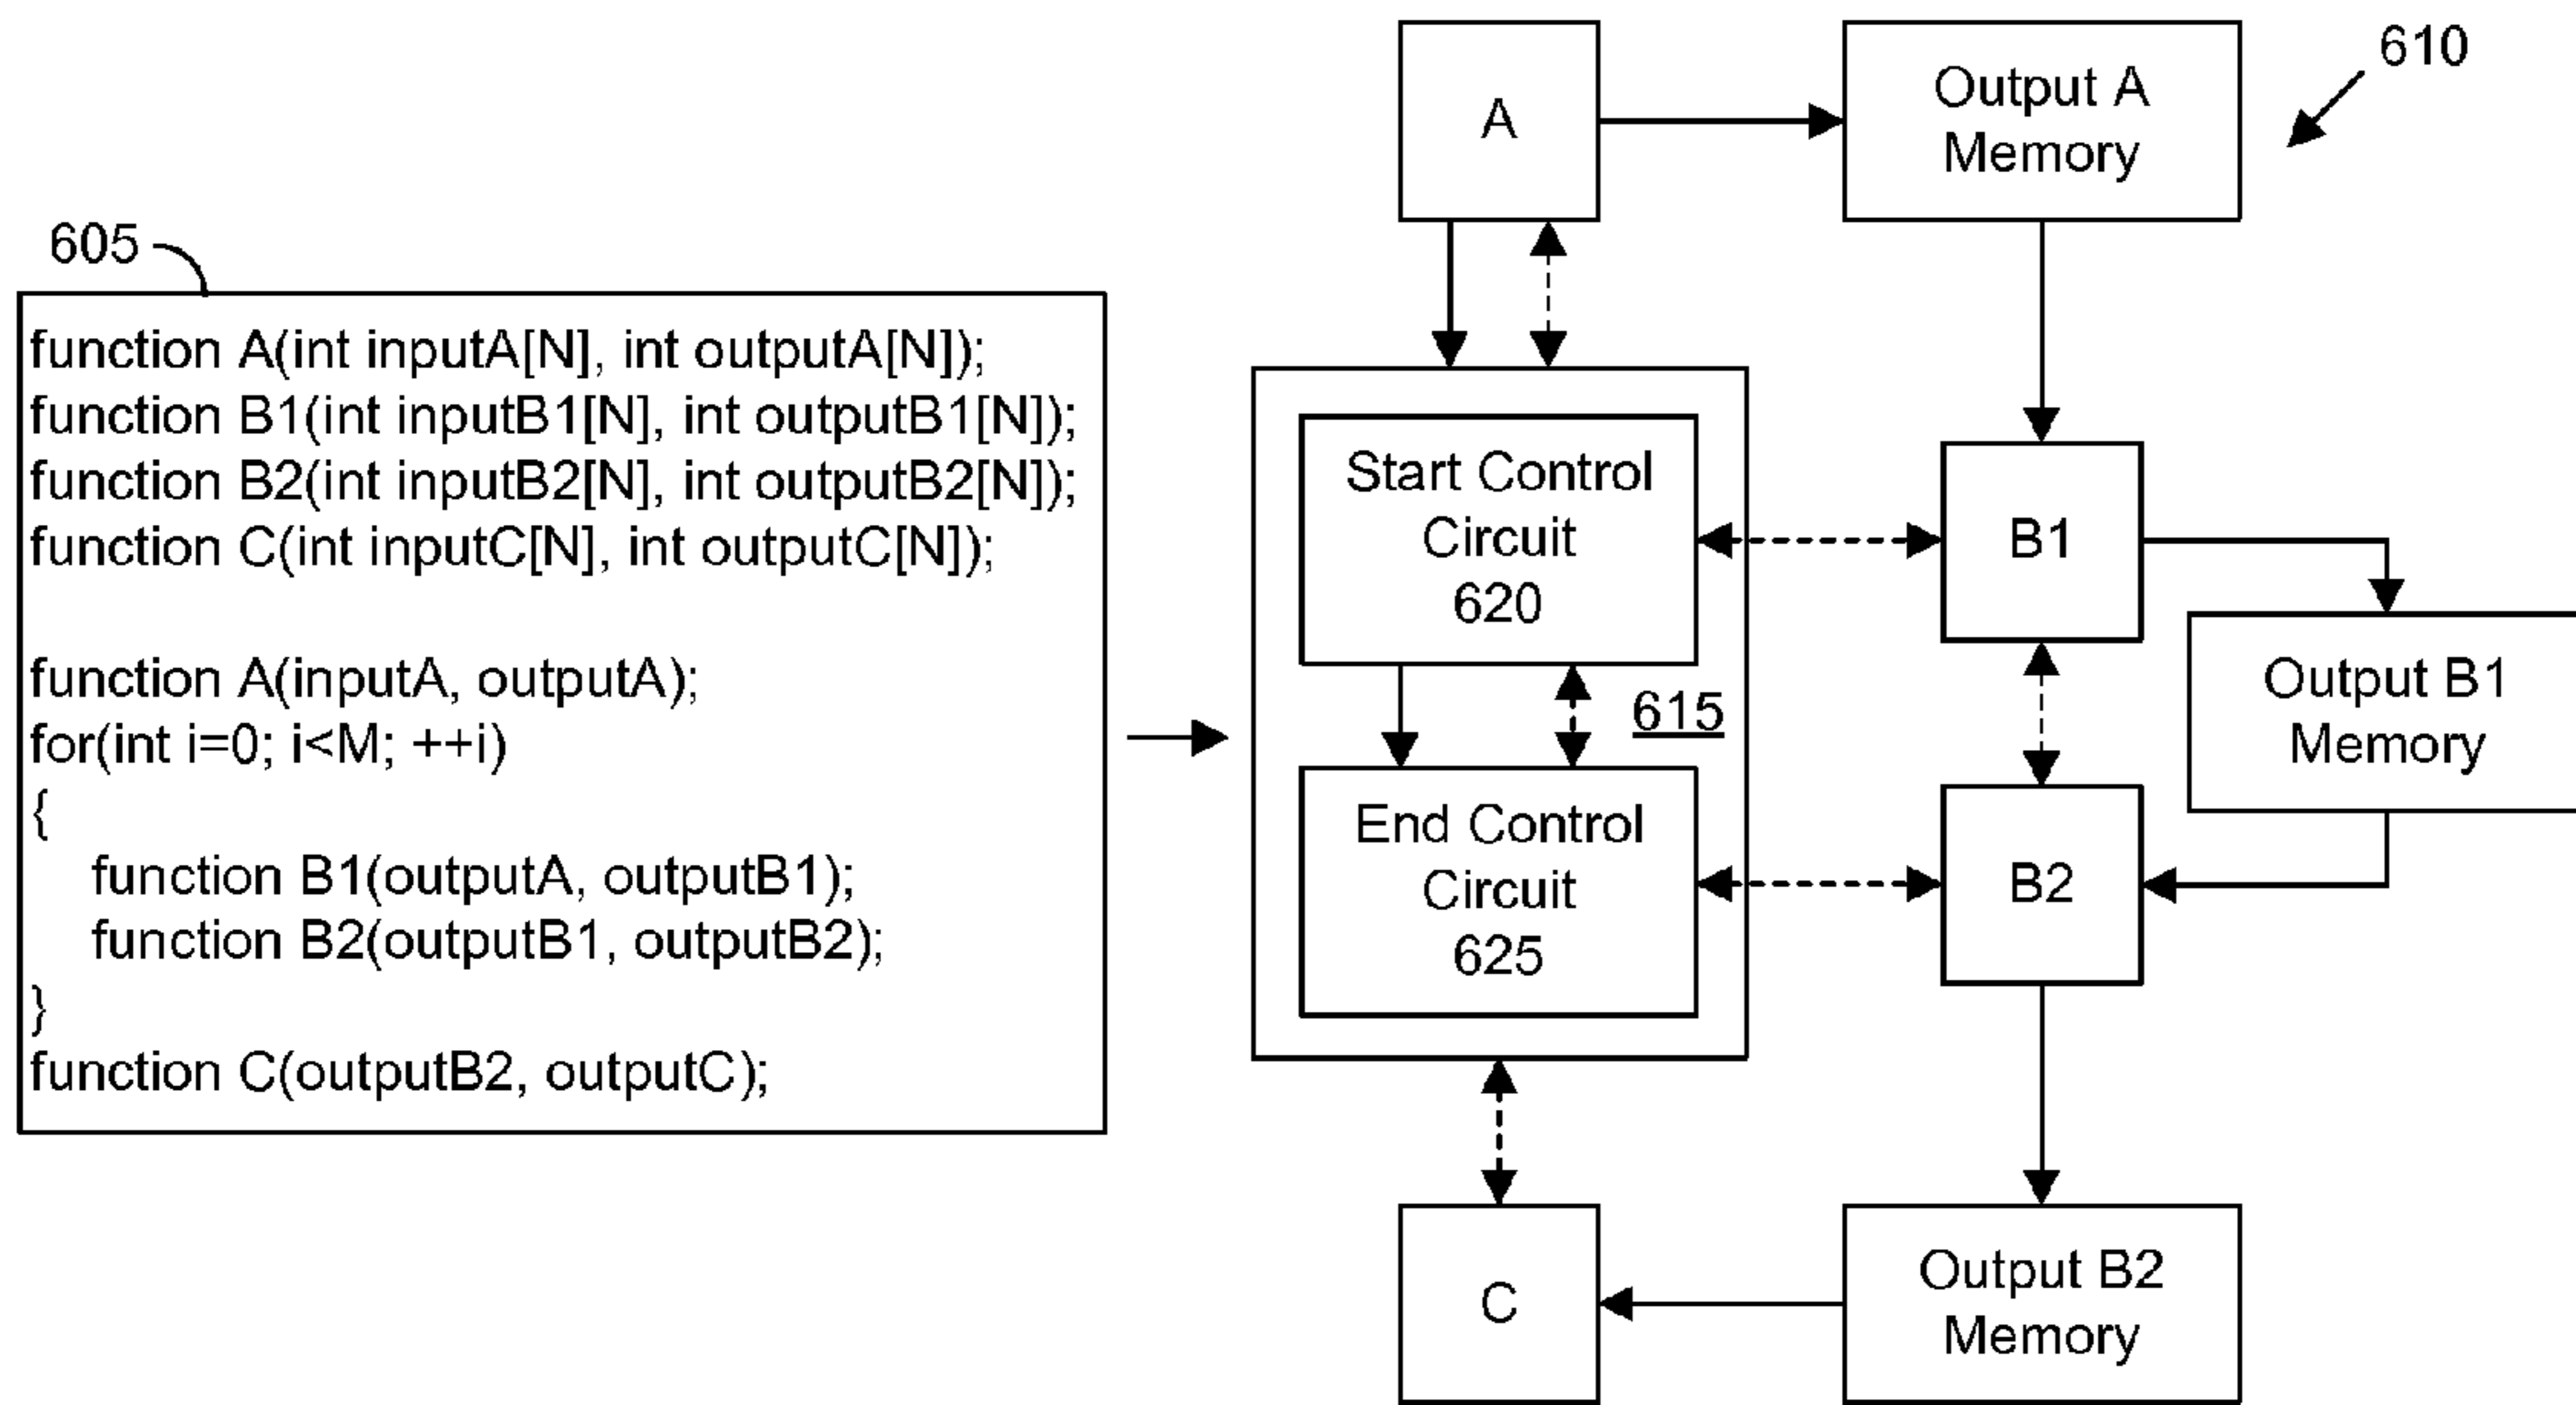 605
function A(int inputA[N], int outputA[N]);
function B1(int inputB1[N], int outputB1[N]);
function B2(int inputB2[N], int outputB2[N]);
function C(int inputC[N], int outputC[N]);
function A(inputA, outputA);
for(int i=0; i<M; ++i)
{
function B1(outputA, outputB1);
function B2(outputB1, outputB2);
}
function C(outputB2, outputC);
610
A
Output A
Memory
Start Control
Circuit
620
B1
615
Output B1
Memory
End Control
Circuit
625
B2
C
Output B2
Memory